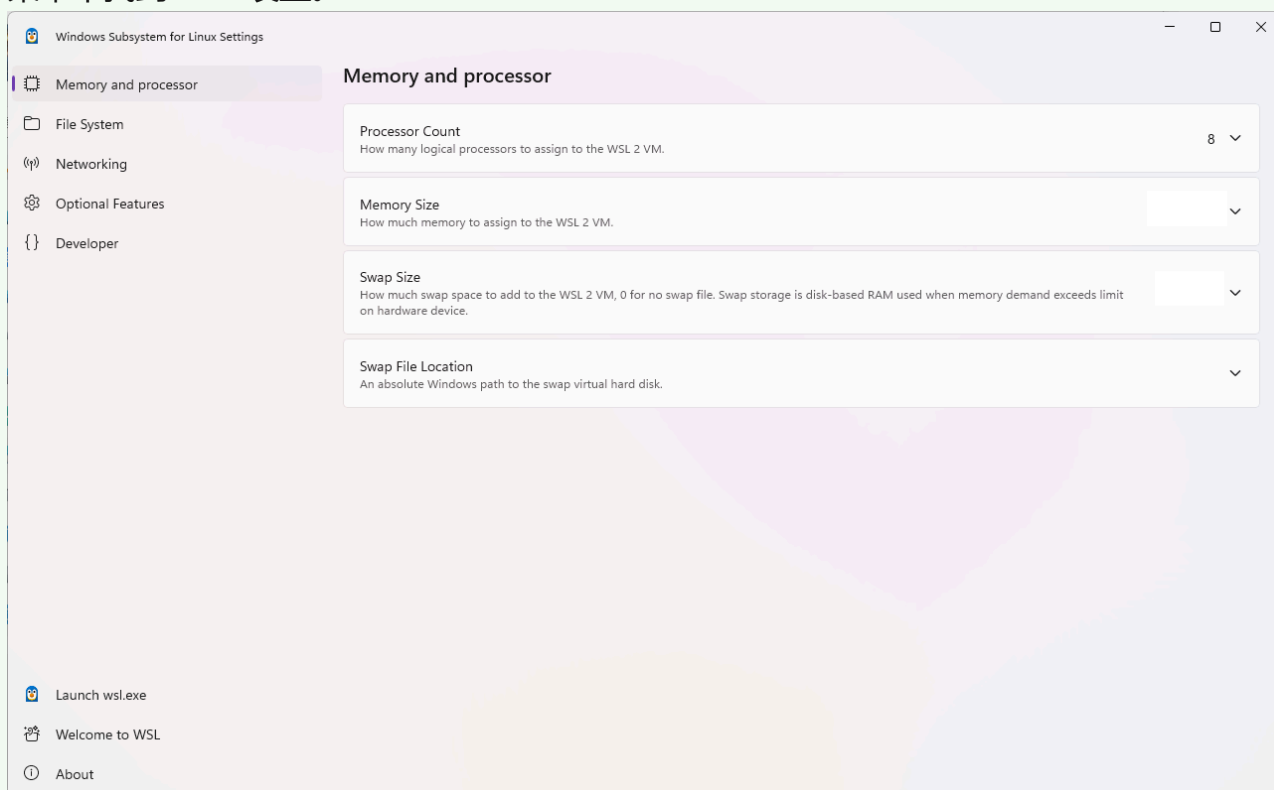 Windows Subsystem for Linux Settings
Memory and processor
File System
Networking
Optional Features
Developer
Launch wsl.exe
Welcome to WSL
About
Memory and processor
Processor Count
How many logical processors to assign to the WSL 2 VM.
8
Memory Size
How much memory to assign to the WSL 2 VM.
Swap Size
How much swap space to add to the WSL 2 VM, 0 for no swap file. Swap storage is disk-based RAM used when memory demand exceeds limit
on hardware device.
Swap File Location
An absolute Windows path to the swap virtual hard disk.